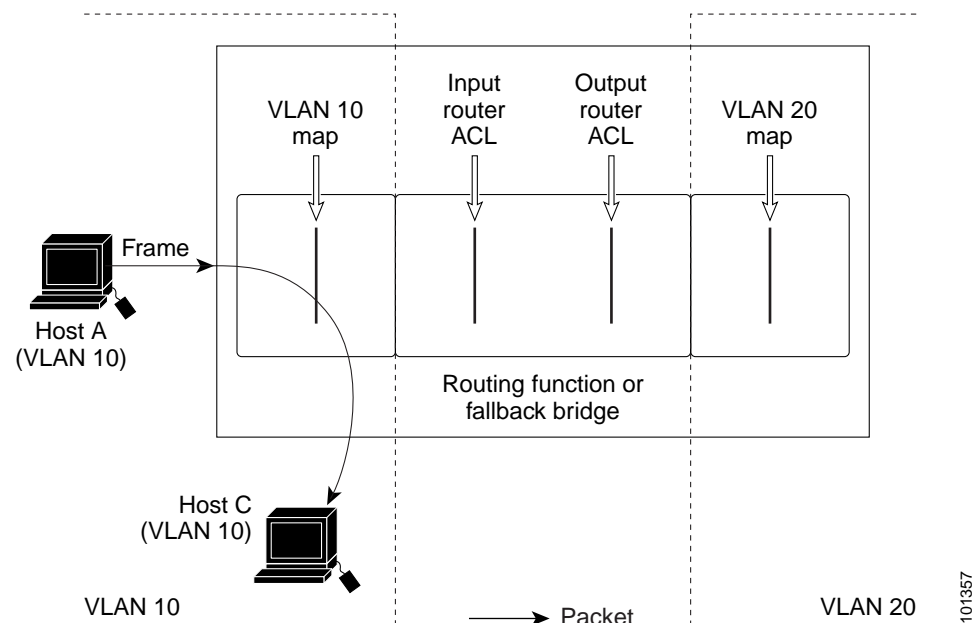 VLAN 10
map
Input
router
ACL
Output
router
ACL
VLAN 20
map
Frame
Host A
(VLAN 10)
Routing function or
fallback bridge
Host C
(VLAN 10)
VLAN 10
Packet
VLAN 20
101357